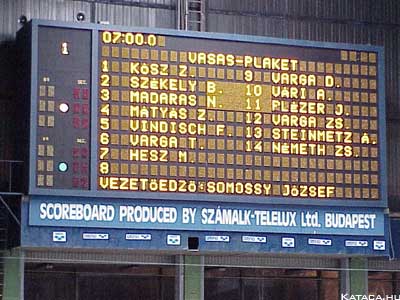 07:00.0
1
VASAS-PLAKET
1 KÓSZ Z. 9 VARGA D.
2 SZÉKELY B. 10 VÁRI A.
3 MADARAS N. 11 PLÉZER J.
4 MÁTYÁS Z. 12 VARGA ZS.
5 VINDISCH F. 13 STEINMETZ Á.
6 VARGA T. 14 NÉMETH ZS.
7 HESZ M.
8
VEZETŐEDZŐ:SOMOSSY JÓZSEF
SCOREBOARD PRODUCED BY SZÁMALK-TELELUX Ltd. BUDAPEST
KATACA.HU